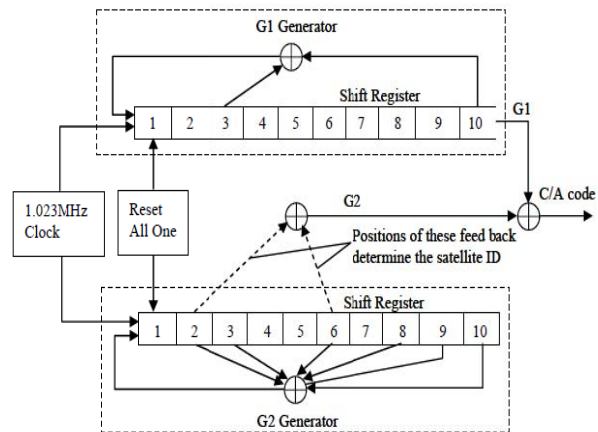 G1 Generator
Shift Register
1 2 3 4 5 6 7 8 9 10
G1
C/A code
1.023MHz
Clock
Reset
All One
G2
Positions of these feed back
determine the satellite ID
Shift Register
1 2 3 4 5 6 7 8 9 10
G2 Generator